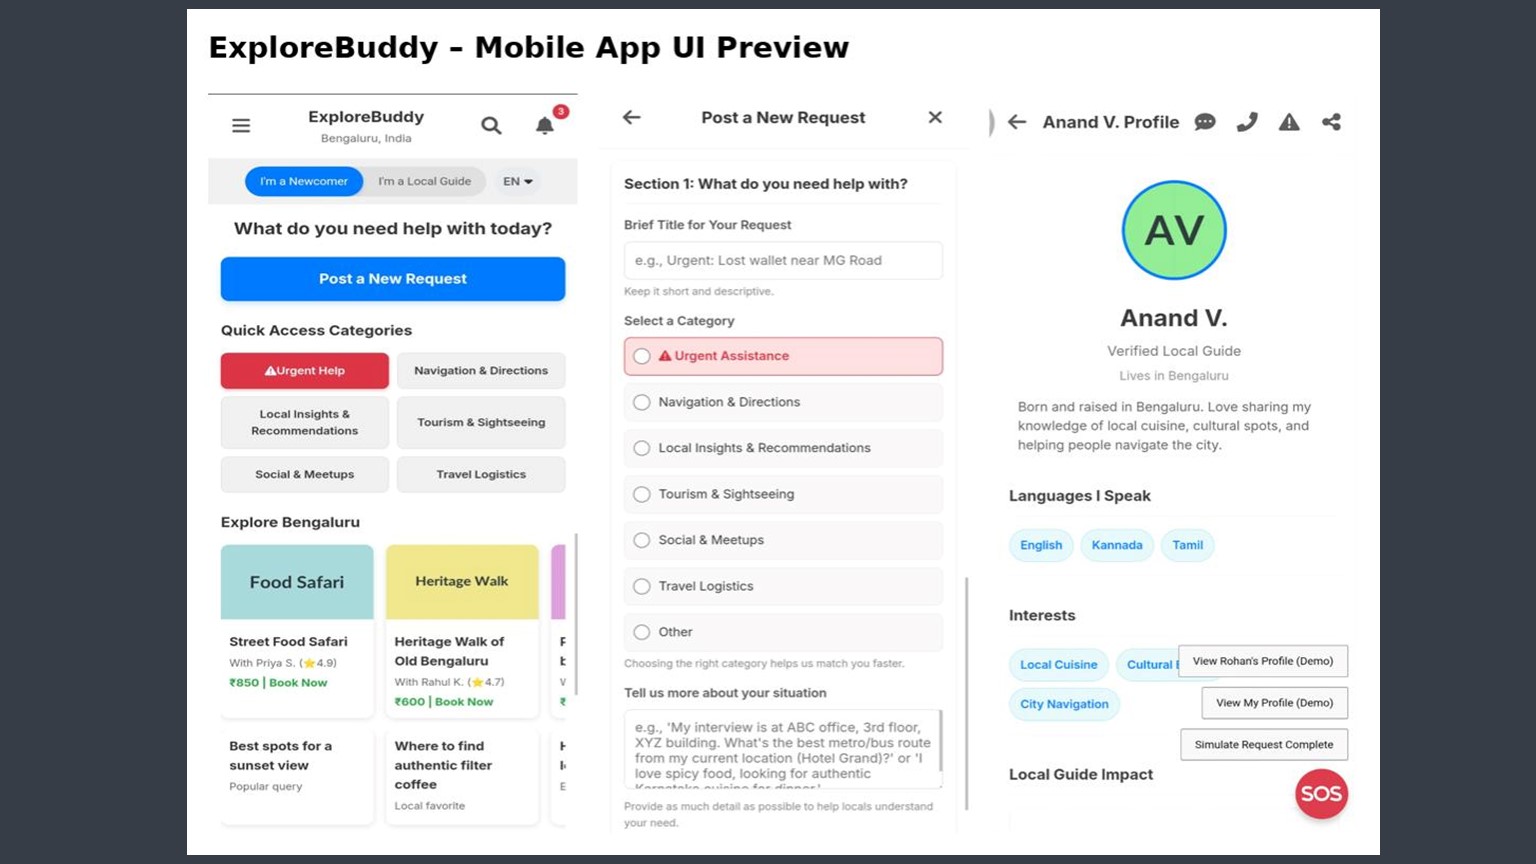 ExploreBuddy – Mobile App UI Preview
ExploreBuddy
Bengaluru, India
3
I'm a Newcomer
I'm a Local Guide
EN
What do you need help with today?
Post a New Request
Quick Access Categories
Urgent Help
Navigation & Directions
Local Insights &
Recommendations
Tourism & Sightseeing
Social & Meetups
Travel Logistics
Explore Bengaluru
Food Safari
Street Food Safari
With Priya S. (⭐4.9)
₹850 | Book Now
Heritage Walk
Heritage Walk of
Old Bengaluru
With Rahul K. (⭐4.7)
₹600 | Book Now
Best spots for a
sunset view
Popular query
Where to find
authentic filter
coffee
Local favorite
Post a New Request
Section 1: What do you need help with?
Brief Title for Your Request
e.g., Urgent: Lost wallet near MG Road
Keep it short and descriptive.
Select a Category
Urgent Assistance
Navigation & Directions
Local Insights & Recommendations
Tourism & Sightseeing
Social & Meetups
Travel Logistics
Other
Choosing the right category helps us match you faster.
Tell us more about your situation
e.g., 'My interview is at ABC office, 3rd floor,
XYZ building. What's the best metro/bus route
from my current location (Hotel Grand)?' or 'I
love spicy food, looking for authentic
Provide as much detail as possible to help locals understand
your need.
Anand V. Profile
AV
Anand V.
Verified Local Guide
Lives in Bengaluru
Born and raised in Bengaluru. Love sharing my
knowledge of local cuisine, cultural spots, and
helping people navigate the city.
Languages I Speak
English
Kannada
Tamil
Interests
Local Cuisine
Cultural
City Navigation
View Rohan's Profile (Demo)
View My Profile (Demo)
Simulate Request Complete
Local Guide Impact
SOS